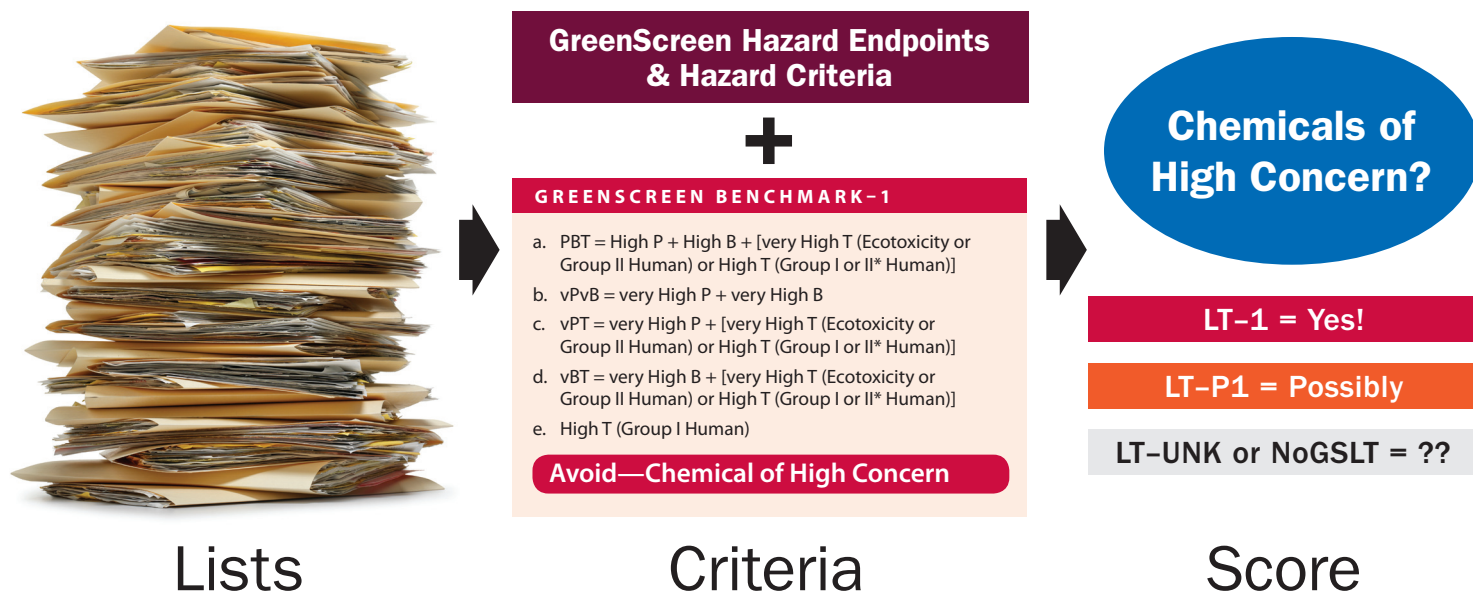 GreenScreen Hazard Endpoints
& Hazard Criteria
+
GREENSCREEN BENCHMARK–1
a. PBT = High P + High B + [very High T (Ecotoxicity or
Group II Human) or High T (Group I or II* Human)]
b. vPvB = very High P + very High B
c. vPT = very High P + [very High T (Ecotoxicity or
Group II Human) or High T (Group I or II* Human)]
d. vBT = very High B + [very High T (Ecotoxicity or
Group II Human) or High T (Group I or II* Human)]
e. High T (Group I Human)
Avoid—Chemical of High Concern
Chemicals of
High Concern?
LT–1 = Yes!
LT–P1 = Possibly
LT–UNK or NoGSLT = ??
Lists
Criteria
Score